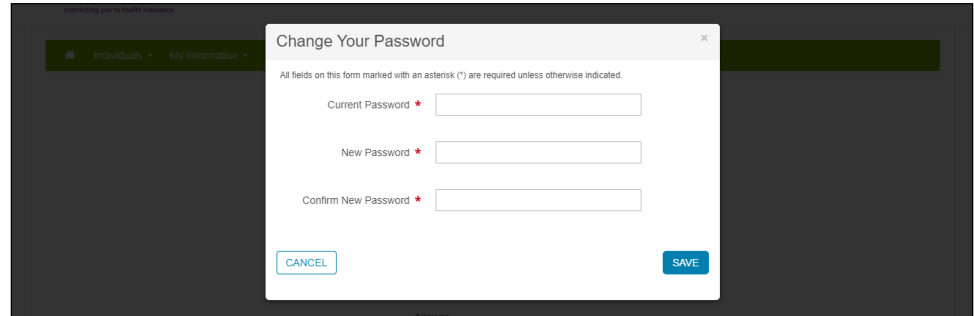 connecting you to health insurance
Change Your Password
×
Individuals
My Information
All fields on this form marked with an asterisk (*) are required unless otherwise indicated.
Current Password *
New Password *
Confirm New Password *
CANCEL
SAVE